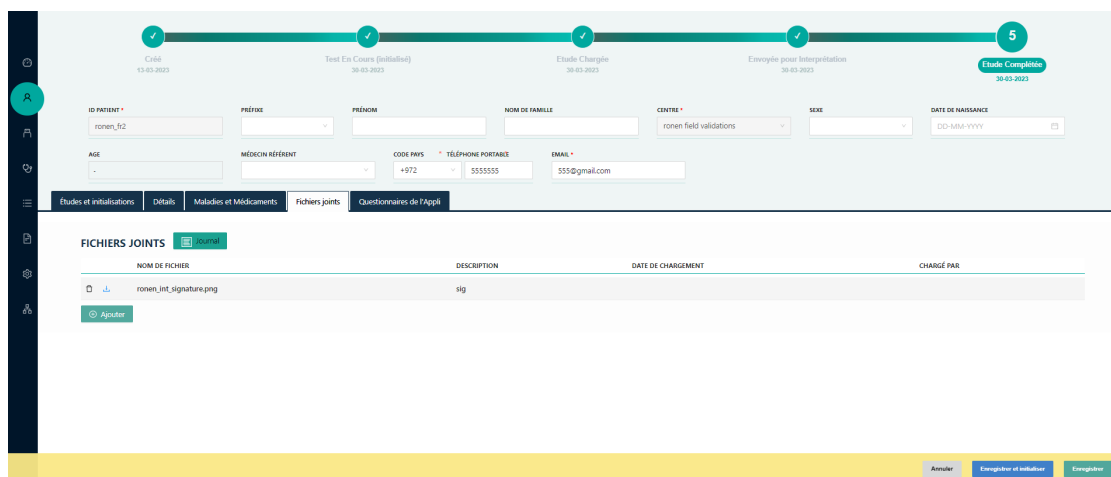 5
Créé
Test En Cours (initialisé)
Etude Chargée
Envoyée pour Interprétation
Etude Complétée
13-03-2023
30-03-2023
30-03-2023
30-03-2023
30-03-2023
ID PATIENT *
PRÉFIXE
PRÉNOM
NOM DE FAMILLE
CENTRE *
SEXE
DATE DE NAISSANCE
ronen_fr2
ronen field validations
DD-MM-YYYY
AGE
MÉDECIN RÉFÉRENT
CODE PAYS
* TÉLÉPHONE PORTABLE
EMAIL *
-
+972
5555555
555@gmail.com
Études et initialisations
Détails
Maladies et Médicaments
Fichiers joints
Questionnaires de l'Appli
FICHIERS JOINTS
Journal
NOM DE FICHIER
DESCRIPTION
DATE DE CHARGEMENT
CHARGÉ PAR
ronen_int_signature.png
sig
Ajouter
Annuler
Enregistrer et initialiser
Enregistrer